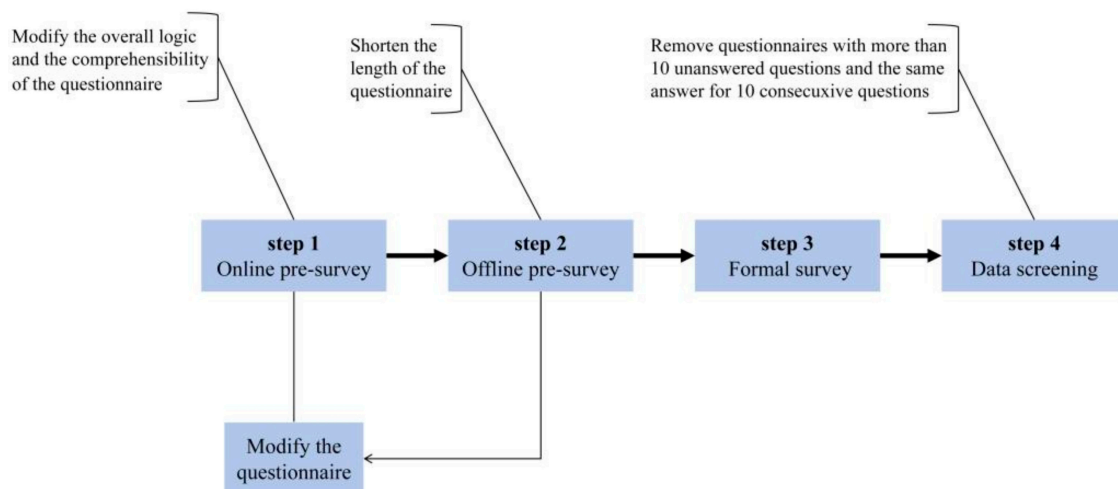 Modify the overall logic
and the comprehensibility
of the questionnaire
Shorten the
length of the
questionnaire
Remove questionnaires with more than
10 unanswered questions and the same
answer for 10 consecuxive questions
step 1
Online pre-survey
step 2
Offline pre-survey
step 3
Formal survey
step 4
Data screening
Modify the
questionnaire